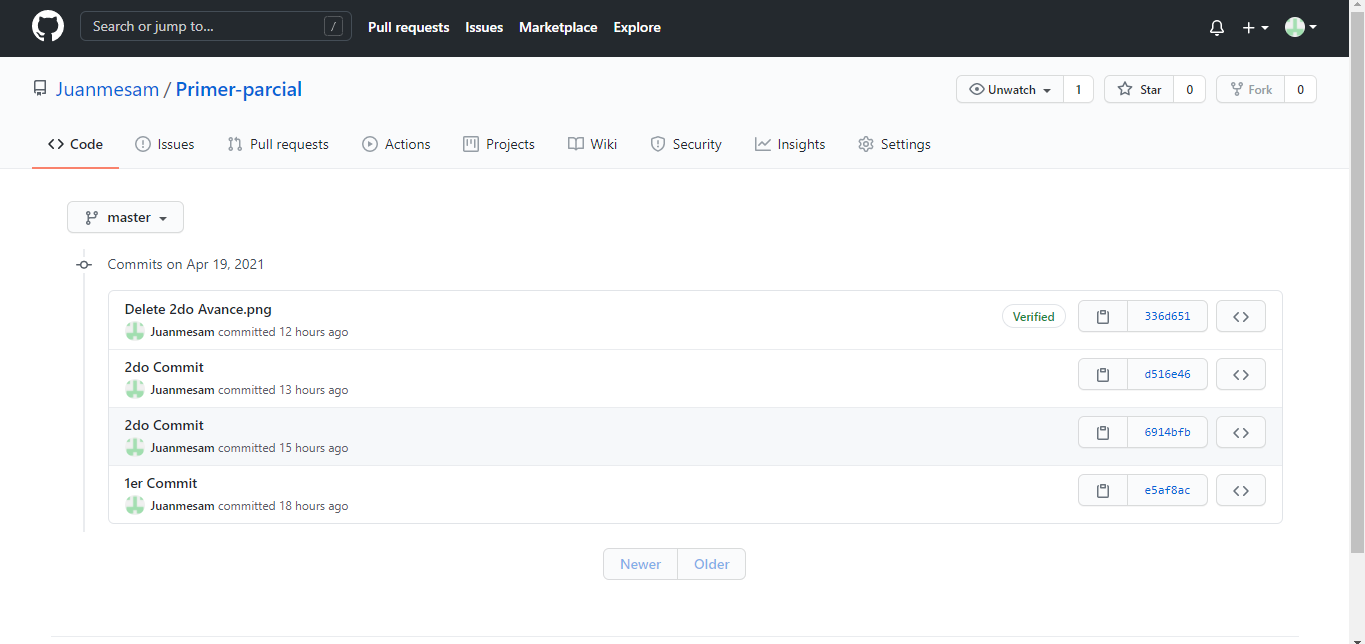 Search or jump to... / Pull requests Issues Marketplace Explore
Juanmesam / Primer-parcial Unwatch 1 Star 0 Fork 0
Code Issues Pull requests Actions Projects Wiki Security Insights Settings
master
Commits on Apr 19, 2021
Delete 2do Avance.png
Juanmesam committed 12 hours ago Verified 336d651
2do Commit
Juanmesam committed 13 hours ago d516e46
2do Commit
Juanmesam committed 15 hours ago 6914bfb
1er Commit
Juanmesam committed 18 hours ago e5af8ac
Newer Older